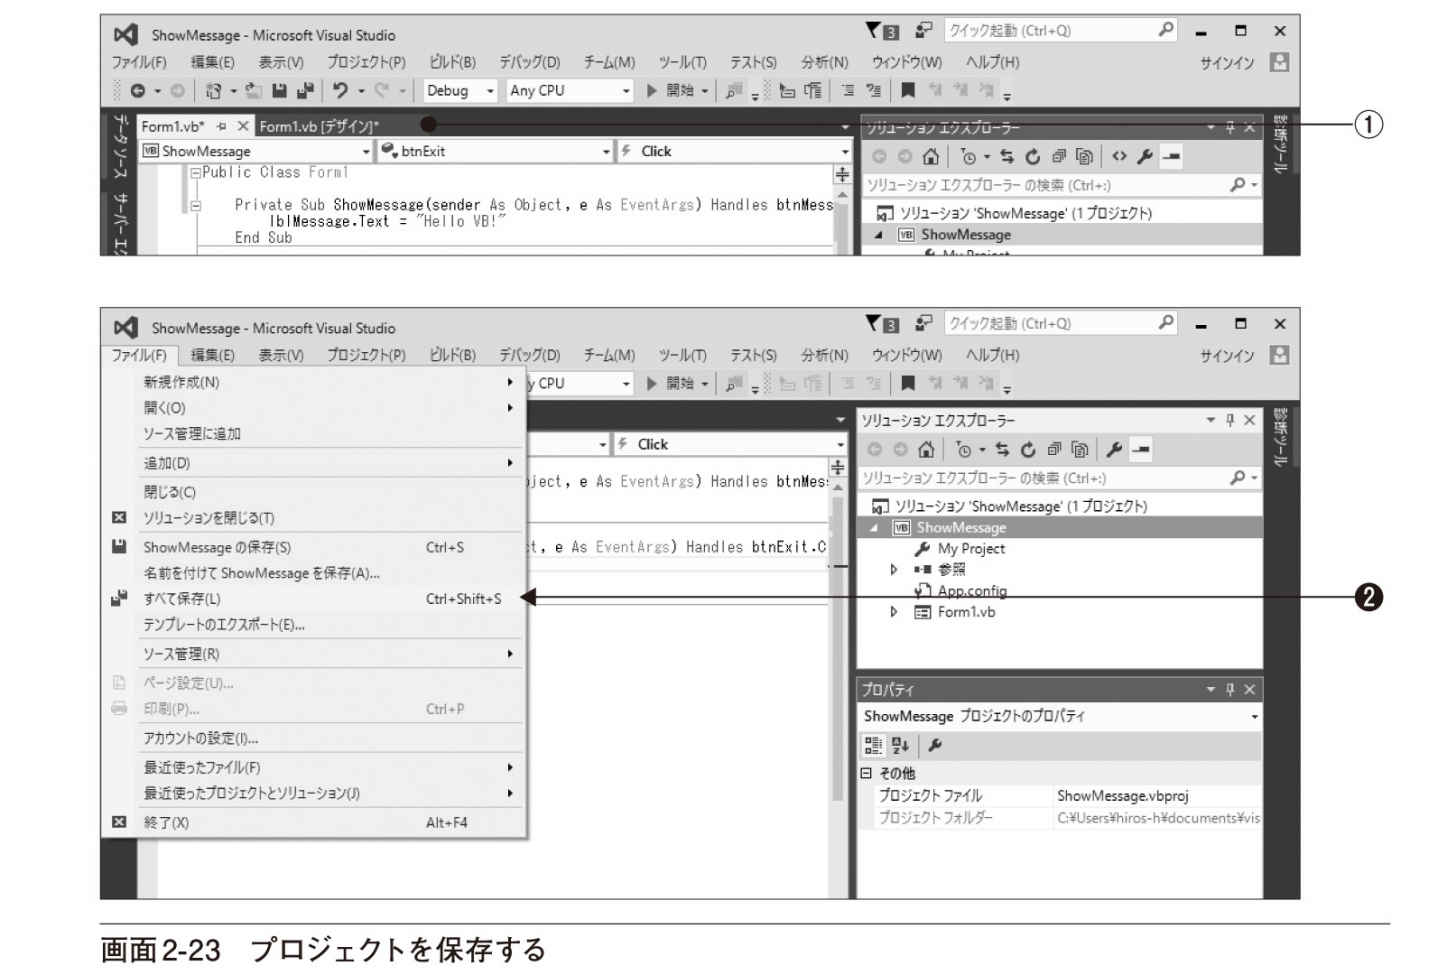 ShowMessage - Microsoft Visual Studio
3
クイック起動 (Ctrl+Q)
ファイル(F) 編集(E) 表示(V) プロジェクト(P) ビルド(B) デバッグ(D) チーム(M) ツール(T) テスト(S) 分析(N) ウィンドウ(W) ヘルプ(H) サインイン
Debug Any CPU 開始
データ ソース サーバー エク
Form1.vb* Form1.vb [デザイン]*
ソリューション エクスプローラー
①
診断ツール
VB ShowMessage btnExit Click
Public Class Form1
Private Sub ShowMessage(sender As Object, e As EventArgs) Handles btnMess
lblMessage.Text = "Hello VB!"
End Sub
ソリューション エクスプローラー の検索 (Ctrl+:)
ソリューション 'ShowMessage' (1 プロジェクト)
VB ShowMessage
My Project
ShowMessage - Microsoft Visual Studio
3
クイック起動 (Ctrl+Q)
ファイル(F) 編集(E) 表示(V) プロジェクト(P) ビルド(B) デバッグ(D) チーム(M) ツール(T) テスト(S) 分析(N) ウィンドウ(W) ヘルプ(H) サインイン
y CPU 開始
新規作成(N)
開く(O)
ソース管理に追加
追加(D)
閉じる(C)
ソリューションを閉じる(T)
ShowMessage の保存(S) Ctrl+S
名前を付けて ShowMessage を保存(A)...
すべて保存(L) Ctrl+Shift+S
テンプレートのエクスポート(E)...
ソース管理(R)
ページ設定(U)...
印刷(P)... Ctrl+P
アカウントの設定(I)...
最近使ったファイル(F)
最近使ったプロジェクトとソリューション(J)
終了(X) Alt+F4
Click
ject, e As EventArgs) Handles btnMes
t, e As EventArgs) Handles btnExit.C
ソリューション エクスプローラー
診断ツール
ソリューション エクスプローラー の検索 (Ctrl+:)
ソリューション 'ShowMessage' (1 プロジェクト)
VB ShowMessage
My Project
参照
App.config
Form1.vb
❷
プロパティ
ShowMessage プロジェクトのプロパティ
その他
プロジェクト ファイル ShowMessage.vbproj
プロジェクト フォルダー C:¥Users¥hiros-h¥documents¥vis
画面2-23 プロジェクトを保存する